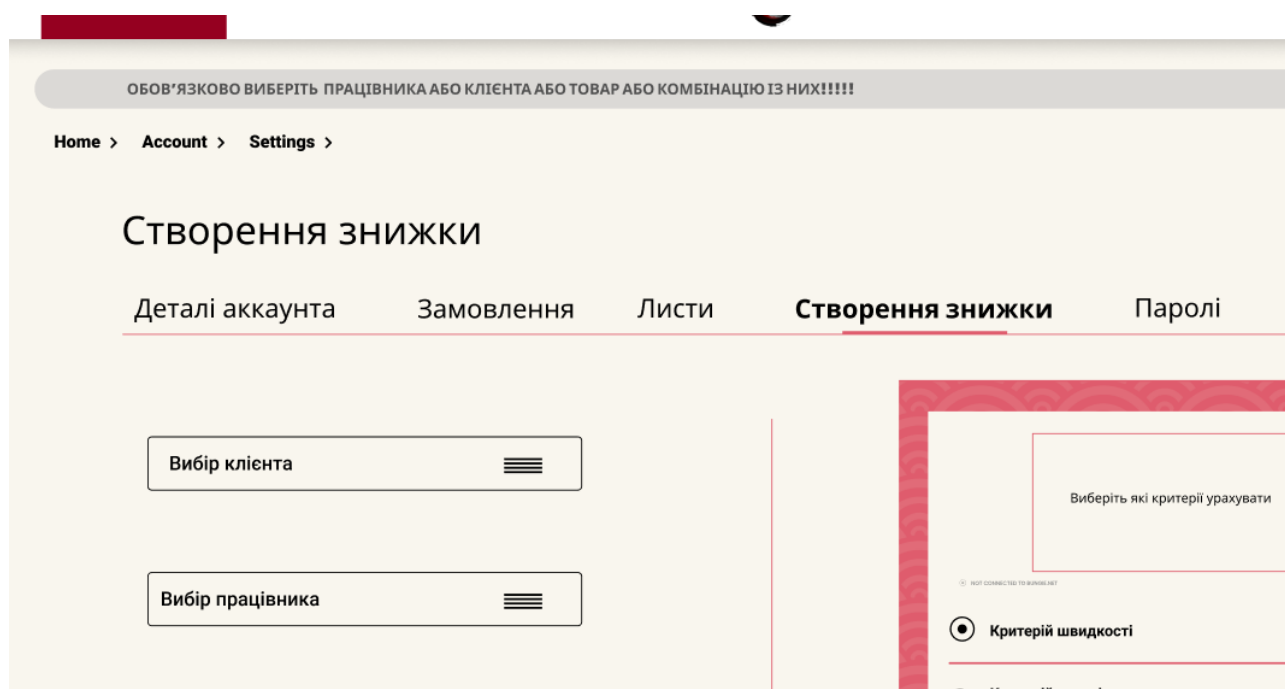 ОБОВ’ЯЗКОВО ВИБЕРІТЬ ПРАЦІВНИКА АБО КЛІЄНТА АБО ТОВАР АБО КОМБІНАЦІЮ ІЗ НИХ!!!!!
Home > Account > Settings >
Створення знижки
Деталі аккаунта Замовлення Листи Створення знижки Паролі
Вибір клієнта
Виберіть які критерії урахувати
NOT CONNECTED TO BUNGIE.NET
Вибір працівника
Критерій швидкості